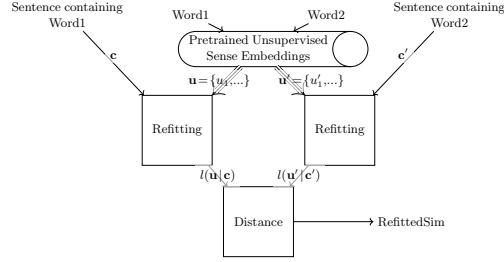 Sentence containing
Word1
Word1
Word2
Sentence containing
Word2
Pretrained Unsupervised
Sense Embeddings
c
c′
u={u₁,...}
u′={u′₁,...}
Refitting
Refitting
l(u|c)
l(u′|c′)
Distance
RefittedSim